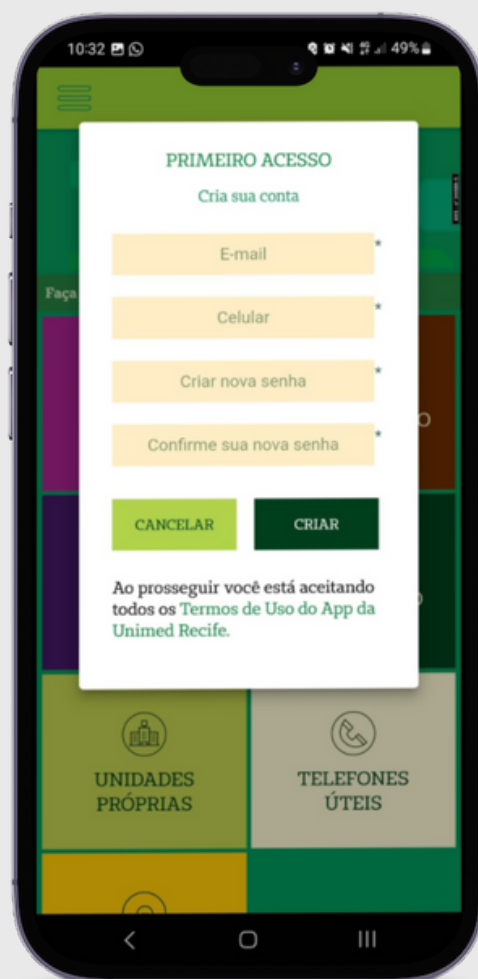 10:32
49%
PRIMEIRO ACESSO
Cria sua conta
E-mail *
Celular *
Faça
Criar nova senha *
Confirme sua nova senha *
O
CANCELAR
CRIAR
O
Ao prosseguir você está aceitando
todos os Termos de Uso do App da
Unimed Recife.
UNIDADES
PRÓPRIAS
TELEFONES
ÚTEIS